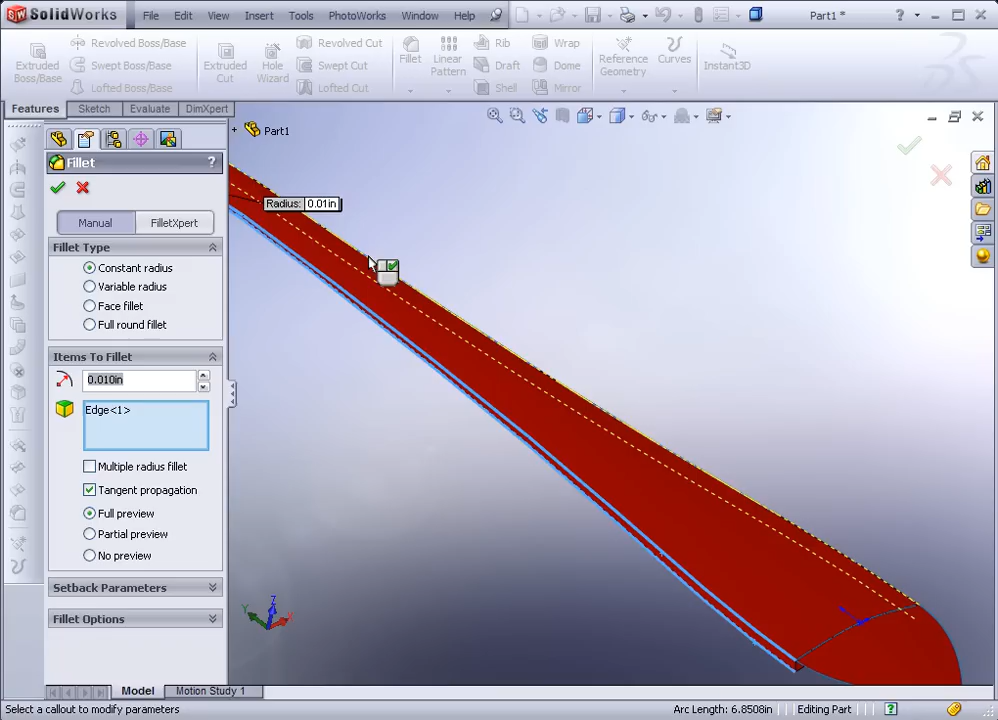 SolidWorks File Edit View Insert Tools PhotoWorks Window Help Part1 * ?
Extruded Boss/Base
Revolved Boss/Base
Swept Boss/Base
Lofted Boss/Base
Extruded Cut
Hole Wizard
Revolved Cut
Swept Cut
Lofted Cut
Fillet
Linear Pattern
Rib
Draft
Shell
Wrap
Dome
Mirror
Reference Geometry
Curves
Instant3D
Features Sketch Evaluate DimXpert
Part1
Fillet ?
Manual FilletXpert
Fillet Type
Constant radius
Variable radius
Face fillet
Full round fillet
Items To Fillet
0.010in
Edge<1>
Multiple radius fillet
Tangent propagation
Full preview
Partial preview
No preview
Setback Parameters
Fillet Options
Radius: 0.01in
Z
Y
X
Model Motion Study 1
Select a callout to modify parameters Arc Length: 6.8508in Editing Part ?